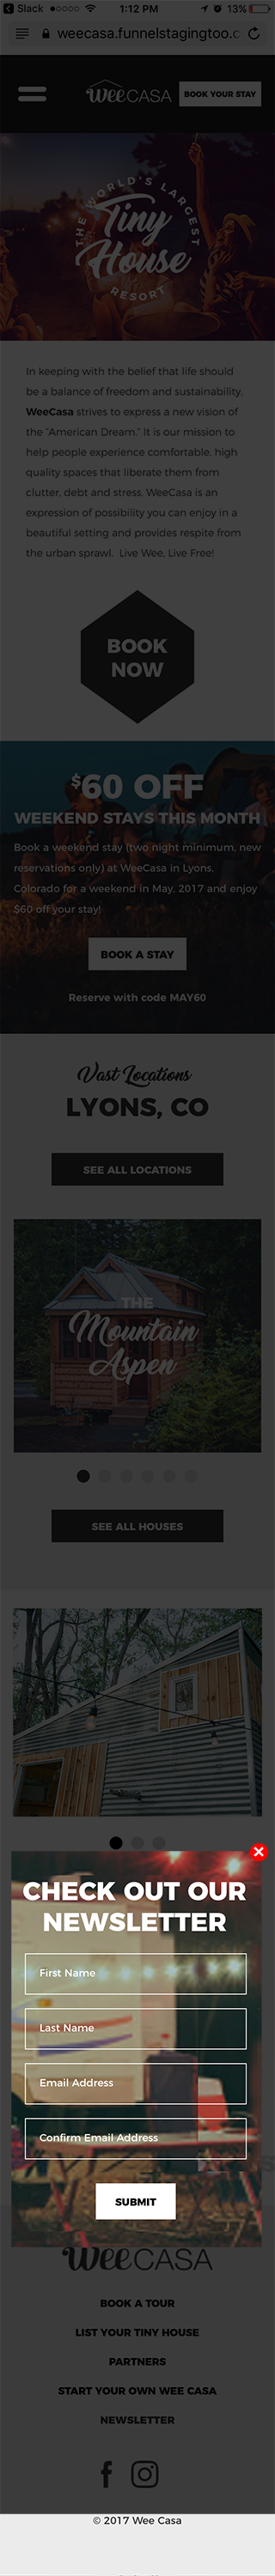 Slack 1:12 PM 13%
weecasa.funnelstagingtoo.c
WeeCASA BOOK YOUR STAY
THE WORLD'S LARGEST
Tiny
House
RESORT
In keeping with the belief that life should
be a balance of freedom and sustainability,
WeeCasa strives to express a new vision of
the “American Dream.” It is our mission to
help people experience comfortable, high
quality spaces that liberate them from
clutter, debt and stress. WeeCasa is an
expression of possibility you can enjoy in a
beautiful setting and provides respite from
the urban sprawl. Live Wee, Live Free!
BOOK
NOW
$60 OFF
WEEKEND STAYS THIS MONTH
Book a weekend stay (two night minimum, new
reservations only) at WeeCasa in Lyons,
Colorado for a weekend in May, 2017 and enjoy
$60 off your stay!
BOOK A STAY
Reserve with code MAY60
Vast Locations
LYONS, CO
SEE ALL LOCATIONS
THE
Mountain
Aspen
SEE ALL HOUSES
CHECK OUT OUR
NEWSLETTER
First Name
Last Name
Email Address
Confirm Email Address
SUBMIT
WeeCASA
BOOK A TOUR
LIST YOUR TINY HOUSE
PARTNERS
START YOUR OWN WEE CASA
NEWSLETTER
© 2017 Wee Casa